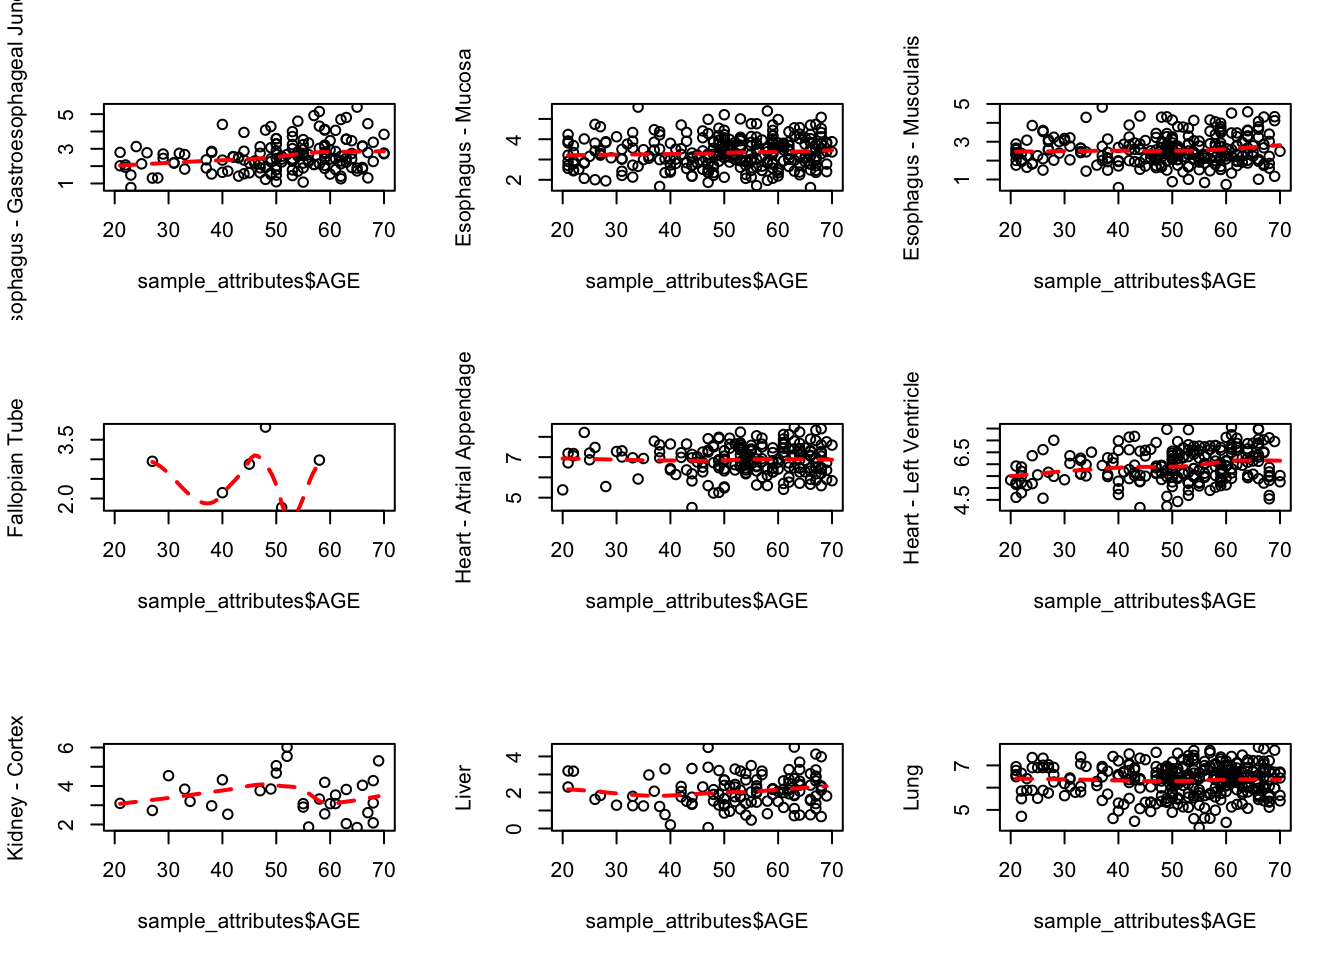 sophagus - Gastroesophageal Junc
5
3
1
20 30 40 50 60 70
sample_attributes$AGE
Esophagus - Mucosa
4
2
20 30 40 50 60 70
sample_attributes$AGE
Esophagus - Muscularis
5
3
1
20 30 40 50 60 70
sample_attributes$AGE
Fallopian Tube
3.5
2.0
20 30 40 50 60 70
sample_attributes$AGE
Heart - Atrial Appendage
7
5
20 30 40 50 60 70
sample_attributes$AGE
Heart - Left Ventricle
6.5
4.5
20 30 40 50 60 70
sample_attributes$AGE
Kidney - Cortex
6
4
2
20 30 40 50 60 70
sample_attributes$AGE
Liver
4
2
0
20 30 40 50 60 70
sample_attributes$AGE
Lung
7
5
20 30 40 50 60 70
sample_attributes$AGE